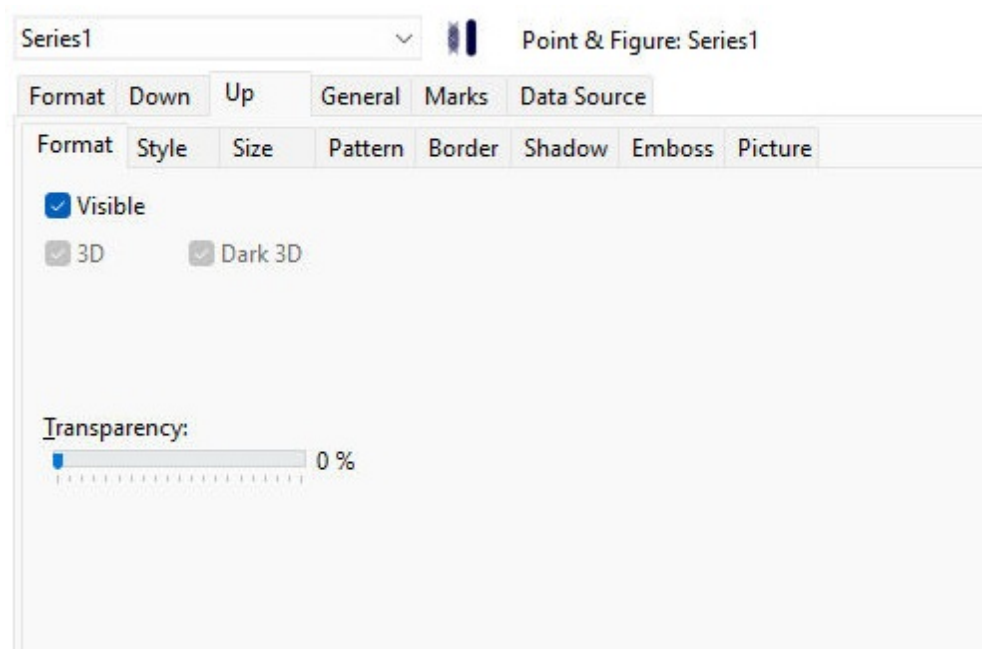 Series1 Point & Figure: Series1
Format Down Up General Marks Data Source
Format Style Size Pattern Border Shadow Emboss Picture
Visible
3D Dark 3D
Transparency:
0 %